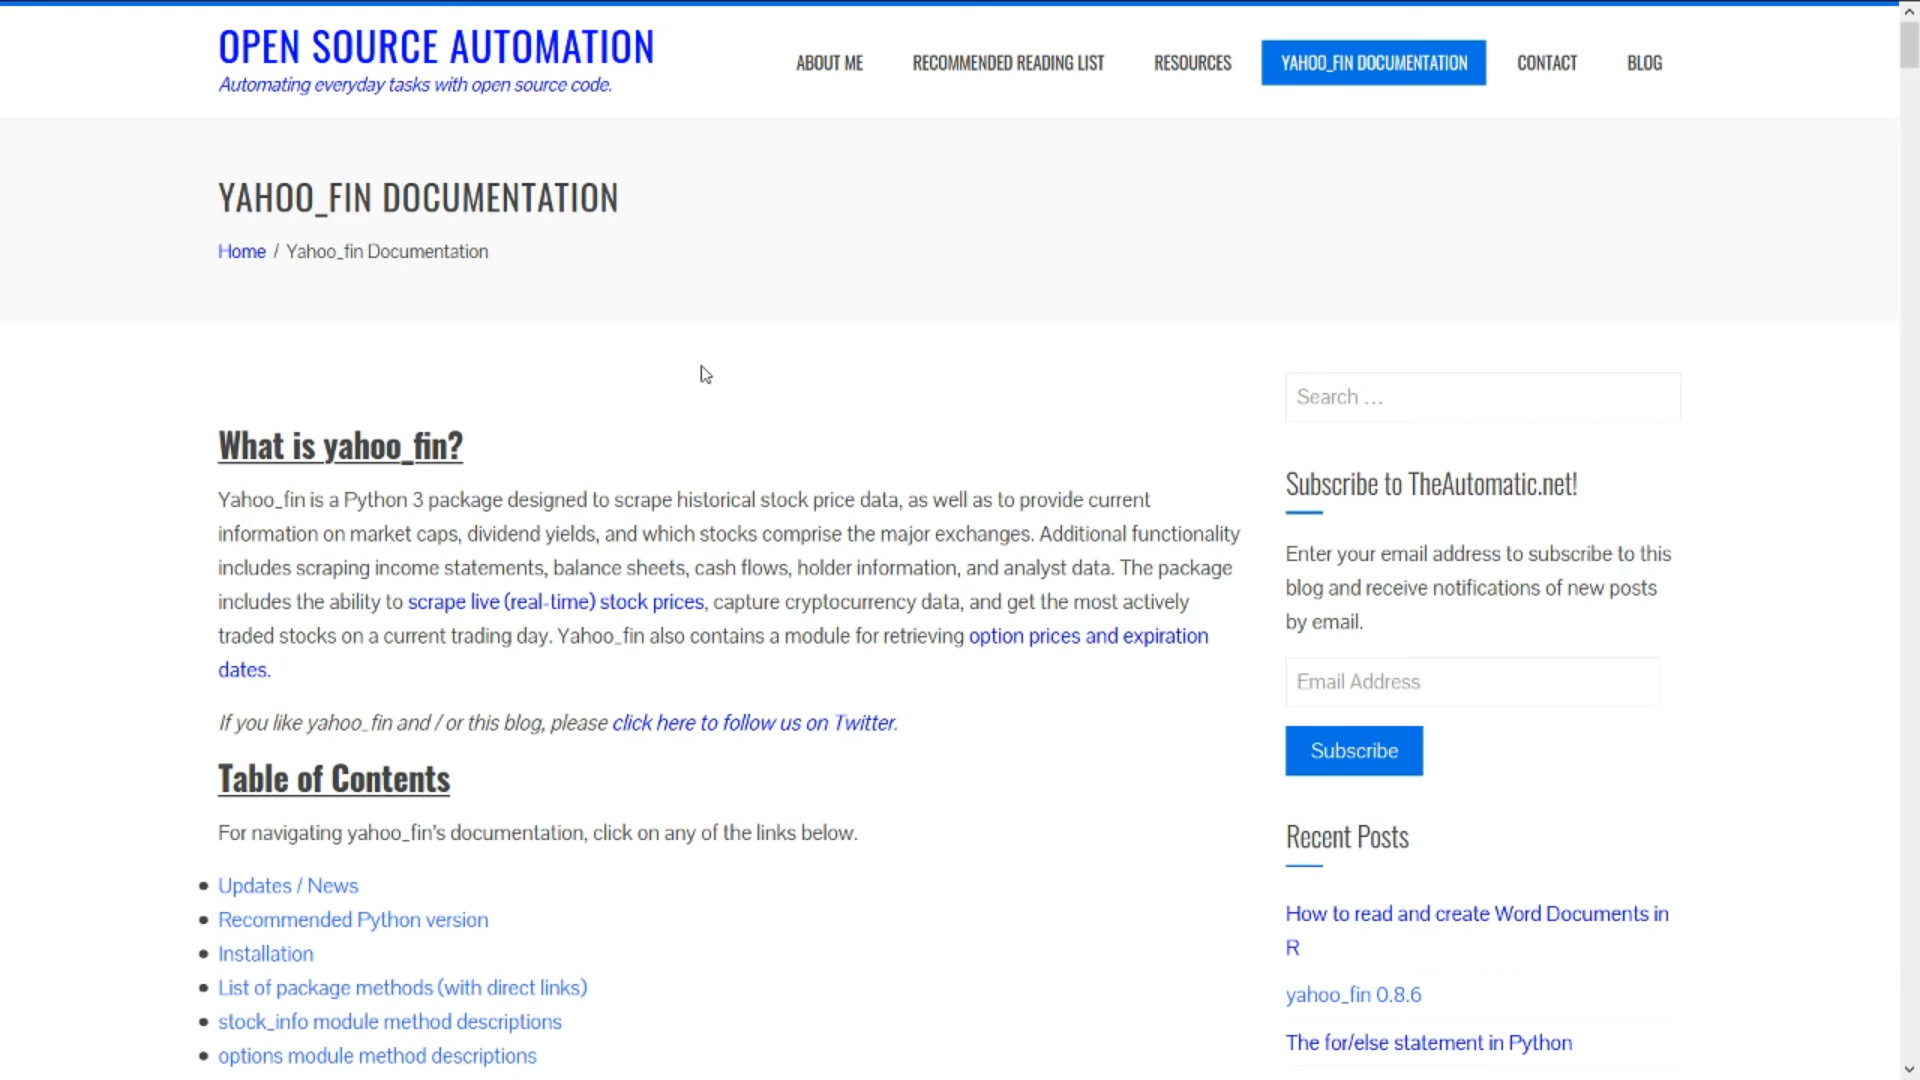 OPEN SOURCE AUTOMATION
Automating everyday tasks with open source code.
ABOUT ME
RECOMMENDED READING LIST
RESOURCES
YAHOO_FIN DOCUMENTATION
CONTACT
BLOG
YAHOO_FIN DOCUMENTATION
Home / Yahoo_fin Documentation
What is yahoo_fin?
Yahoo_fin is a Python 3 package designed to scrape historical stock price data, as well as to provide current
information on market caps, dividend yields, and which stocks comprise the major exchanges. Additional functionality
includes scraping income statements, balance sheets, cash flows, holder information, and analyst data. The package
includes the ability to scrape live (real-time) stock prices, capture cryptocurrency data, and get the most actively
traded stocks on a current trading day. Yahoo_fin also contains a module for retrieving option prices and expiration
dates.
If you like yahoo_fin and / or this blog, please click here to follow us on Twitter.
Table of Contents
For navigating yahoo_fin's documentation, click on any of the links below.
Updates / News
Recommended Python version
Installation
List of package methods (with direct links)
stock_info module method descriptions
options module method descriptions
Search …
Subscribe to TheAutomatic.net!
Enter your email address to subscribe to this
blog and receive notifications of new posts
by email.
Email Address
Subscribe
Recent Posts
How to read and create Word Documents in
R
yahoo_fin 0.8.6
The for/else statement in Python